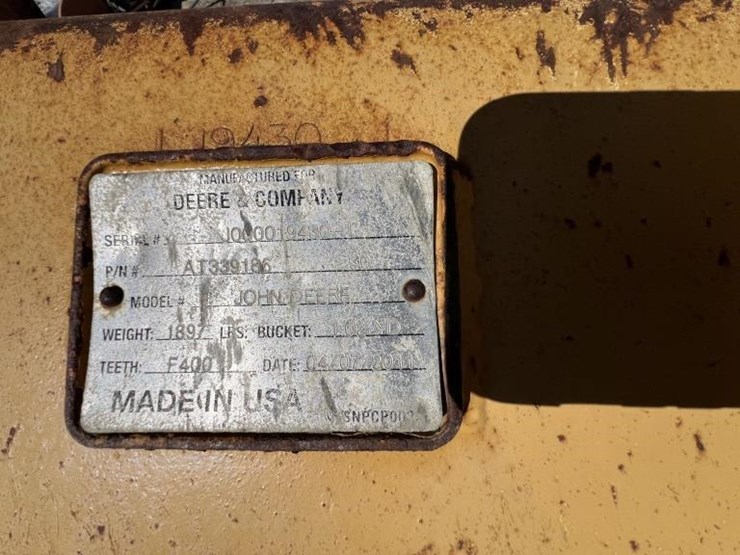 19430
MANUFACTURED FOR
DEERE & COMPANY
SERIAL #
P/N # AT339186
MODEL # JOHN DEERE
WEIGHT: 1897 LBS. BUCKET:
TEETH: F400 DATE:
MADE IN USA